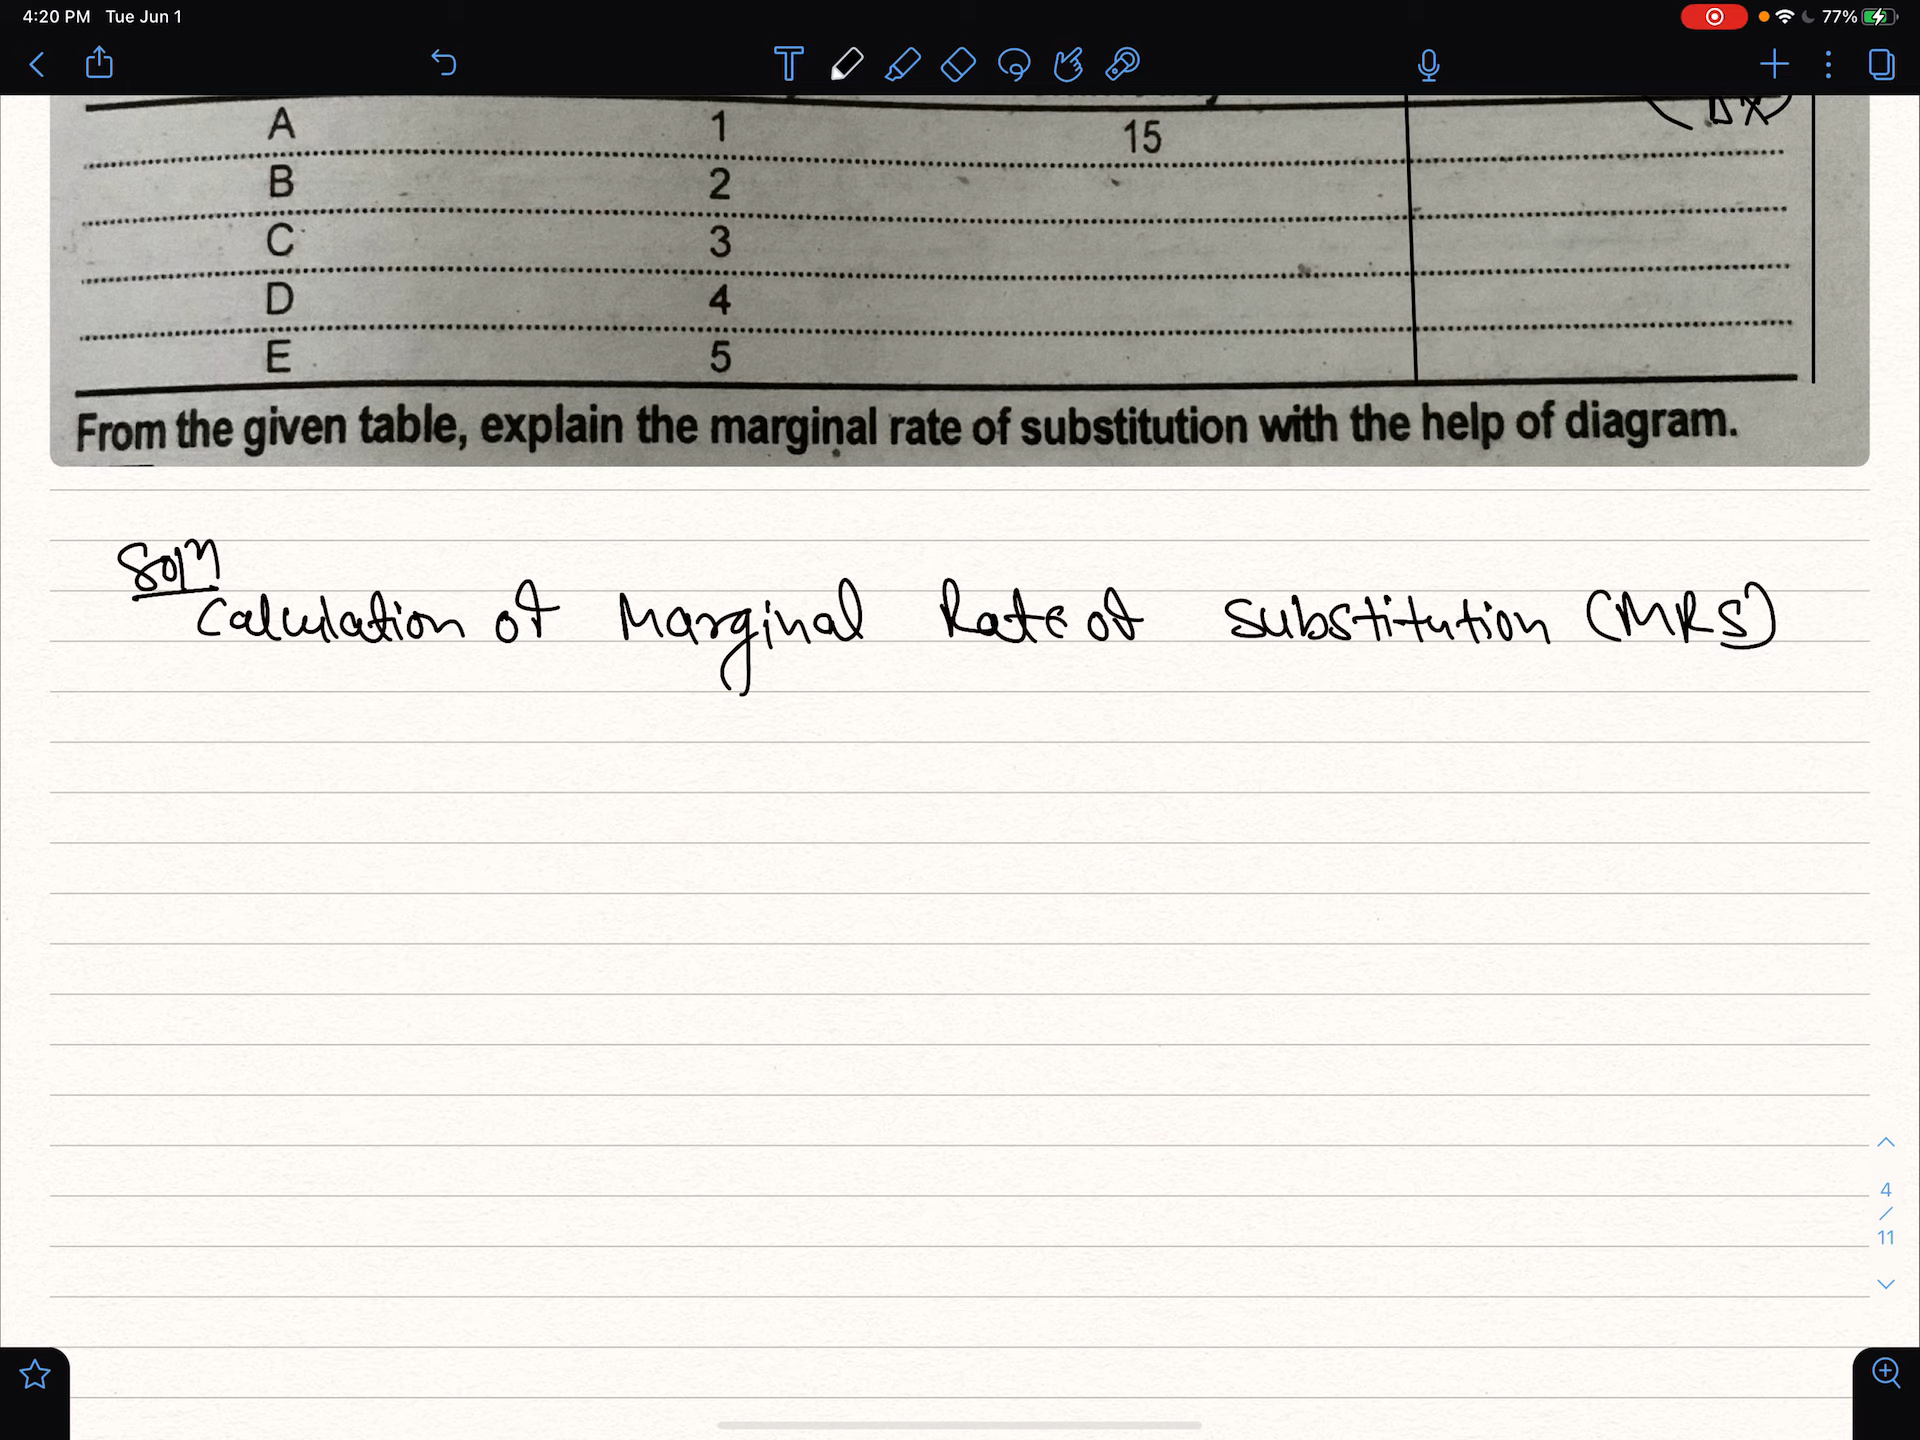 4:20 PM Tue Jun 1
77%
T
(ΔX)
A 1 15
B 2
C 3
D 4
E 5
From the given table, explain the marginal rate of substitution with the help of diagram.
Soln
Calculation of Marginal Rate of Substitution (MRS)
4
/
11